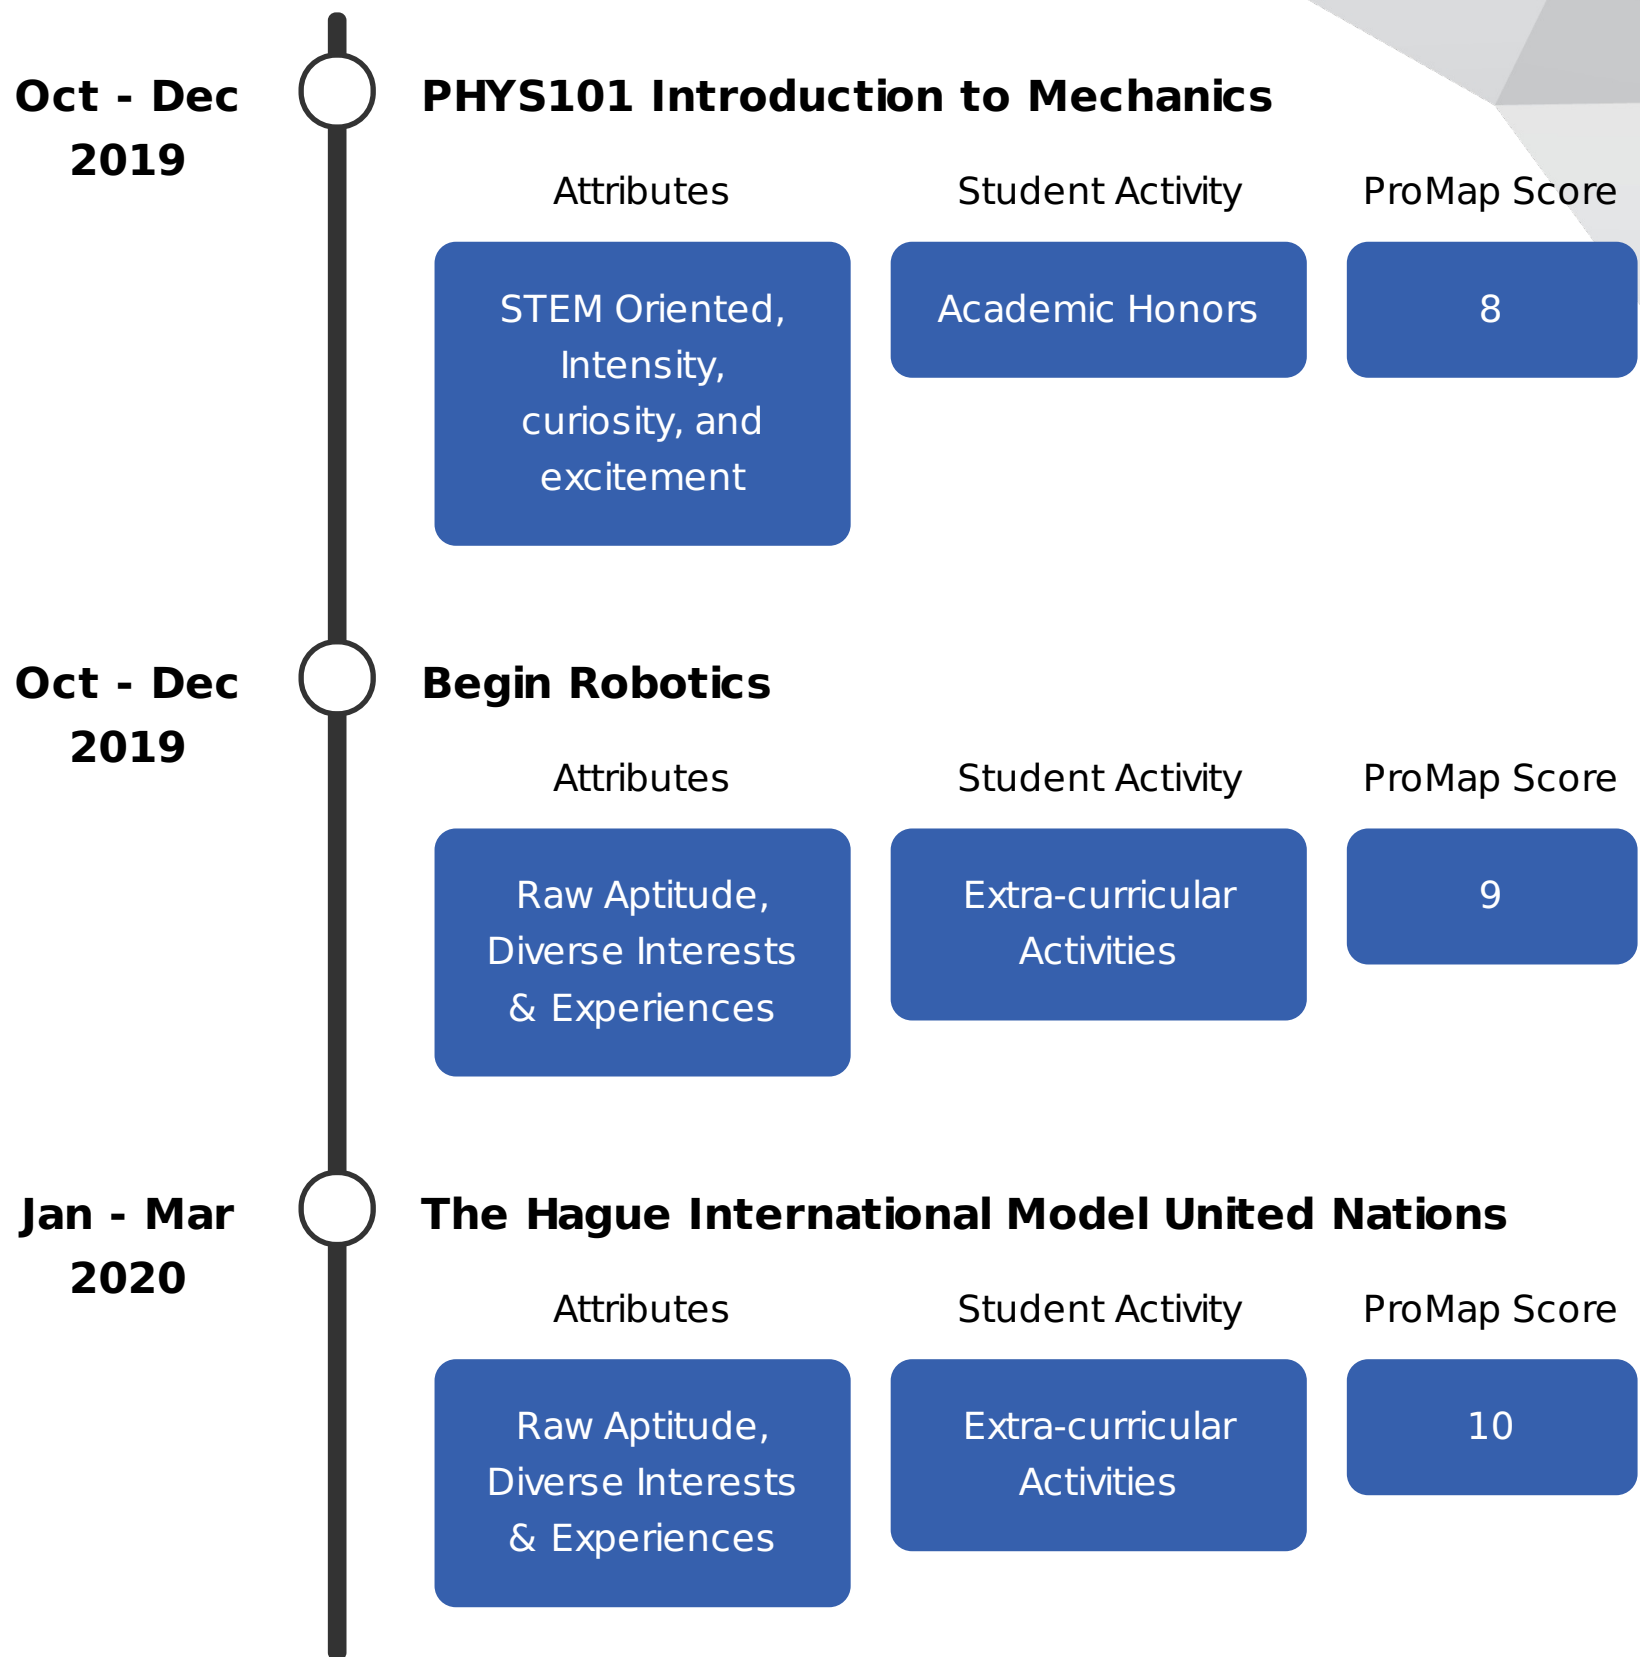 Oct - Dec
2019
PHYS101 Introduction to Mechanics
Attributes
Student Activity
ProMap Score
STEM Oriented,
Intensity,
curiosity, and
excitement
Academic Honors
8
Oct - Dec
2019
Begin Robotics
Attributes
Student Activity
ProMap Score
Raw Aptitude,
Diverse Interests
& Experiences
Extra-curricular
Activities
9
Jan - Mar
2020
The Hague International Model United Nations
Attributes
Student Activity
ProMap Score
Raw Aptitude,
Diverse Interests
& Experiences
Extra-curricular
Activities
10